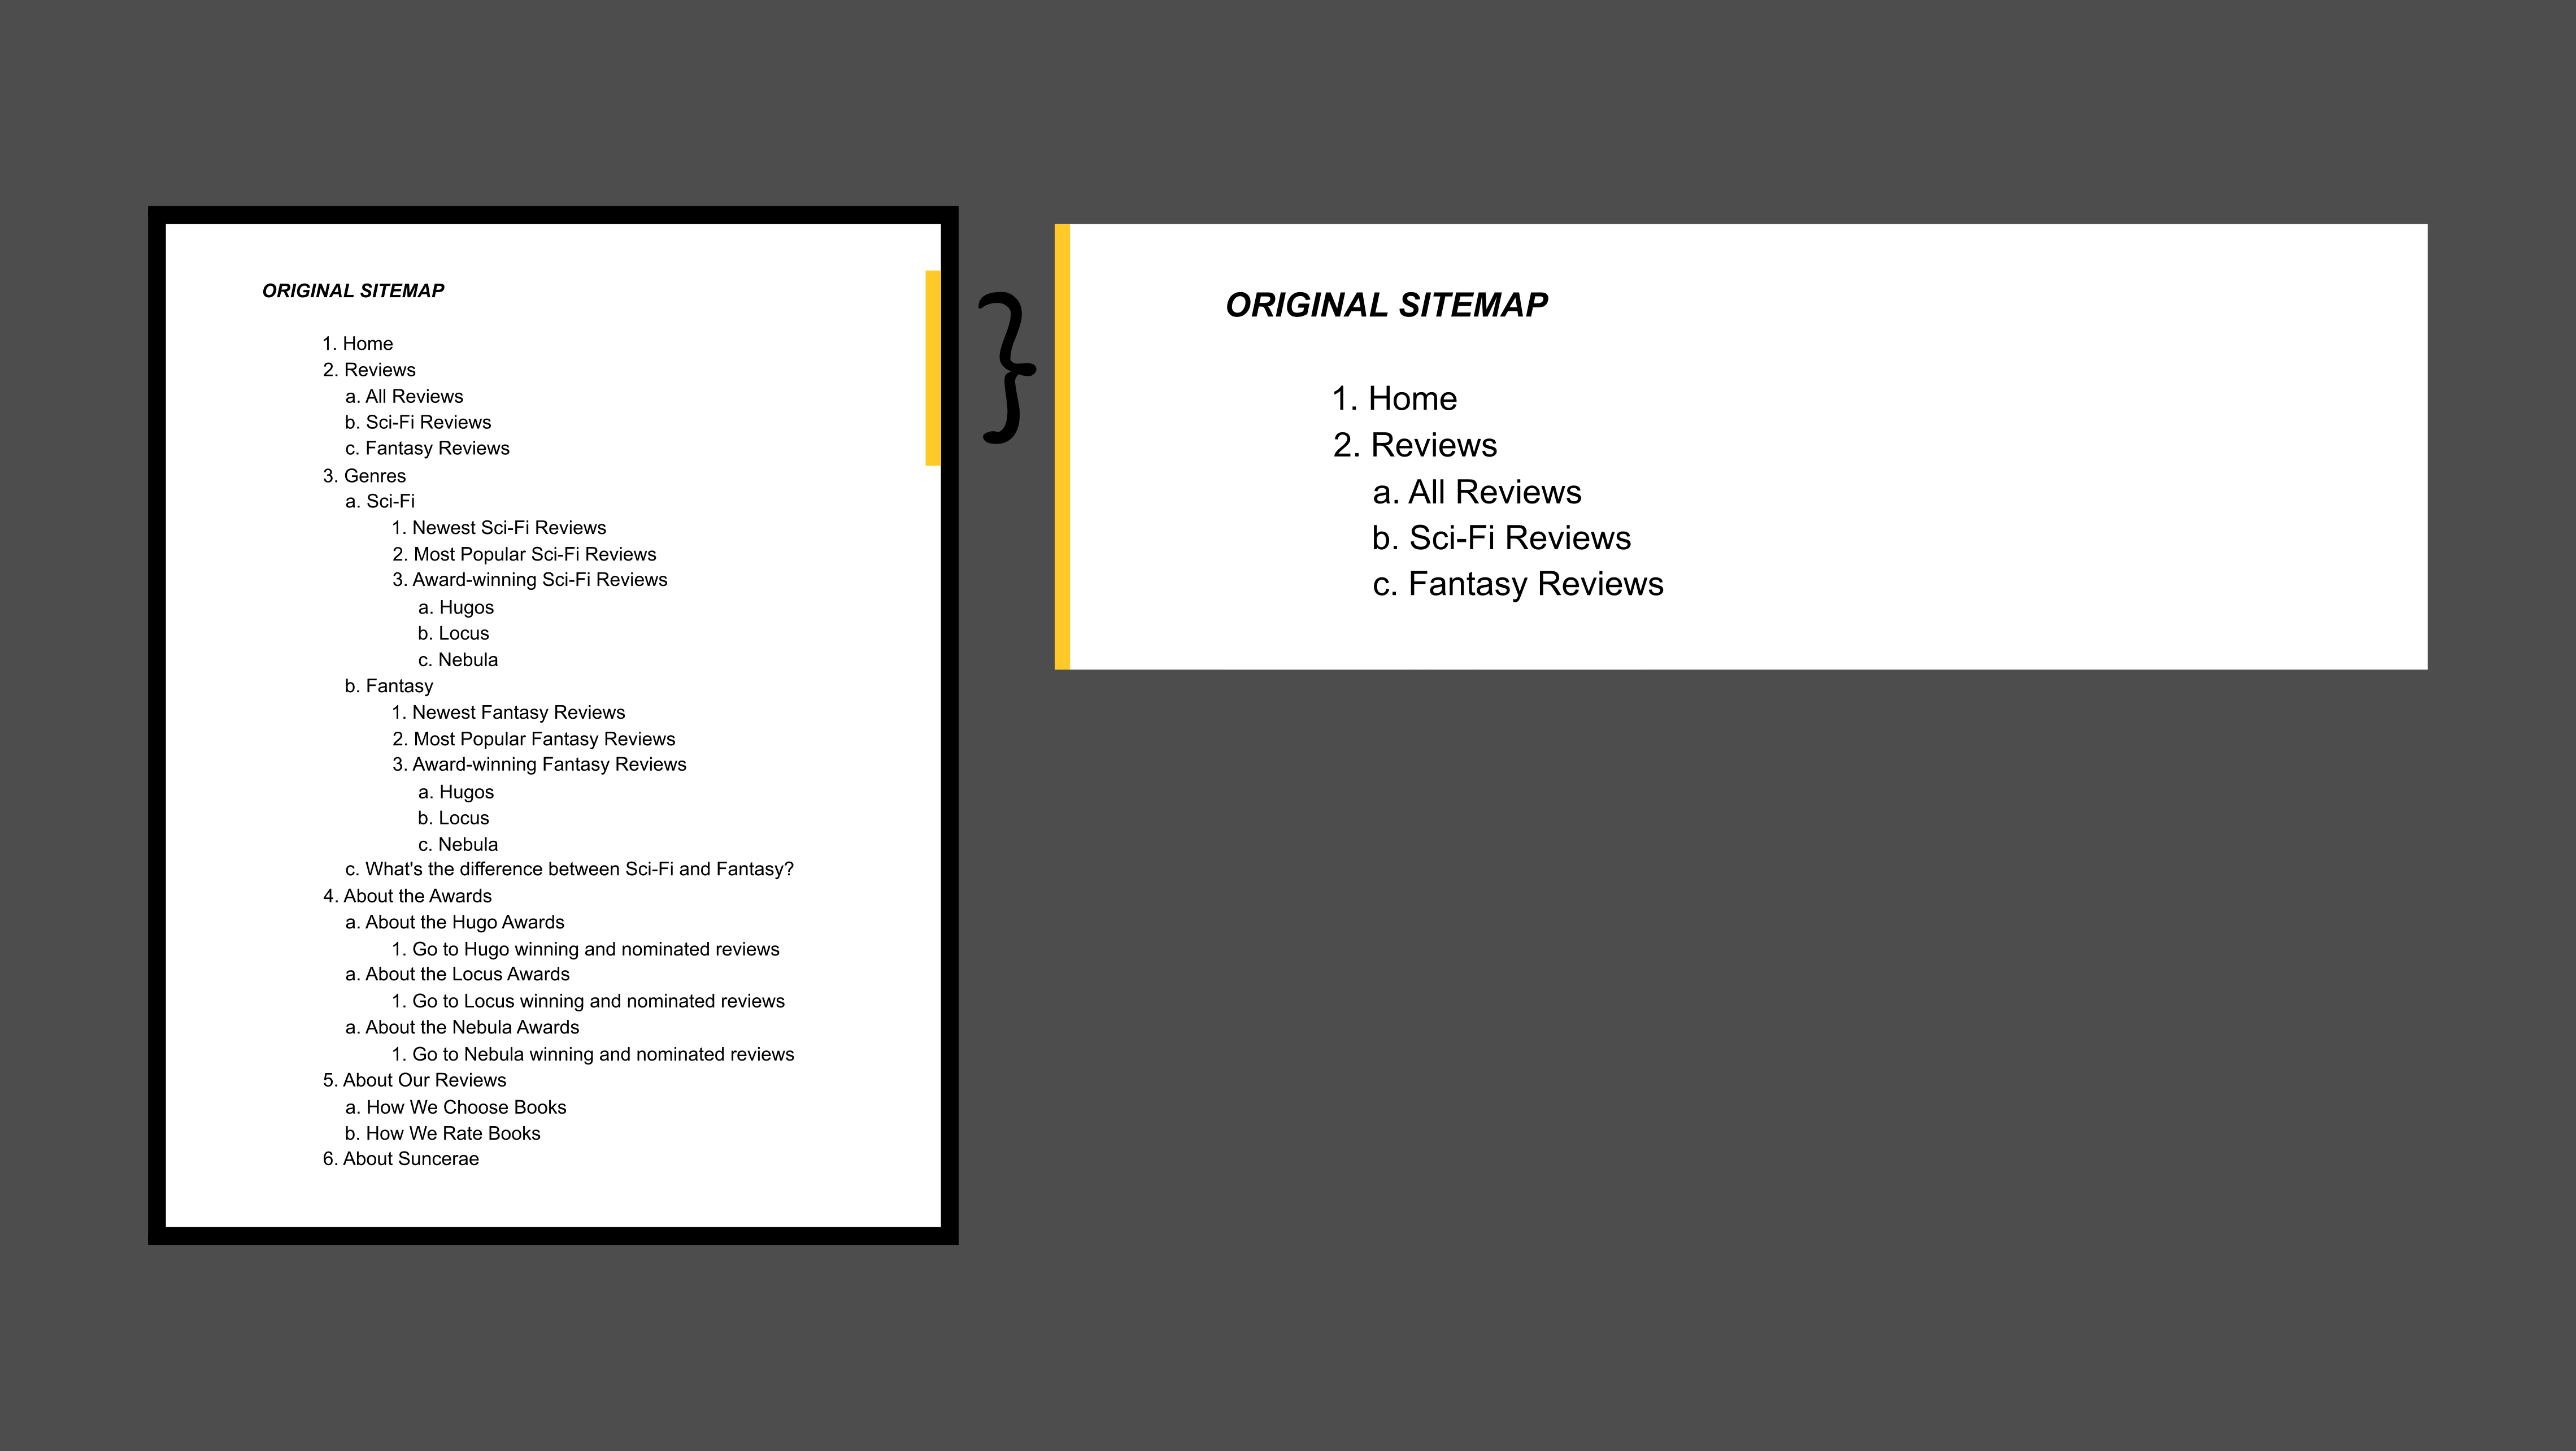 ORIGINAL SITEMAP
1. Home
2. Reviews
a. All Reviews
b. Sci-Fi Reviews
c. Fantasy Reviews
3. Genres
a. Sci-Fi
1. Newest Sci-Fi Reviews
2. Most Popular Sci-Fi Reviews
3. Award-winning Sci-Fi Reviews
a. Hugos
b. Locus
c. Nebula
b. Fantasy
1. Newest Fantasy Reviews
2. Most Popular Fantasy Reviews
3. Award-winning Fantasy Reviews
a. Hugos
b. Locus
c. Nebula
c. What's the difference between Sci-Fi and Fantasy?
4. About the Awards
a. About the Hugo Awards
1. Go to Hugo winning and nominated reviews
a. About the Locus Awards
1. Go to Locus winning and nominated reviews
a. About the Nebula Awards
1. Go to Nebula winning and nominated reviews
5. About Our Reviews
a. How We Choose Books
b. How We Rate Books
6. About Suncerae
}
ORIGINAL SITEMAP
1. Home
2. Reviews
a. All Reviews
b. Sci-Fi Reviews
c. Fantasy Reviews